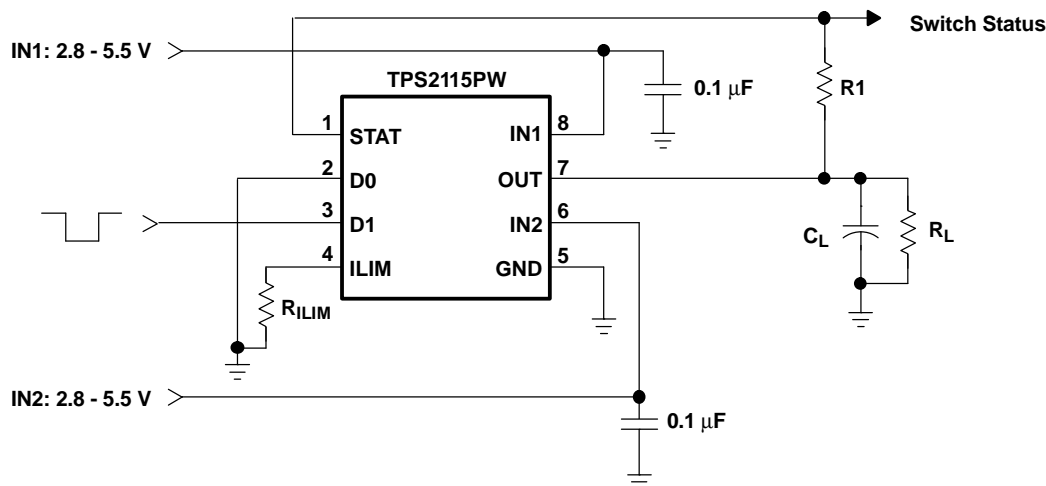 Switch Status
IN1: 2.8 - 5.5 V
TPS2115PW
0.1 μF
R1
1
STAT
IN1
8
2
D0
OUT
7
3
D1
IN2
6
4
ILIM
GND
5
CL
RL
RILIM
IN2: 2.8 - 5.5 V
0.1 μF